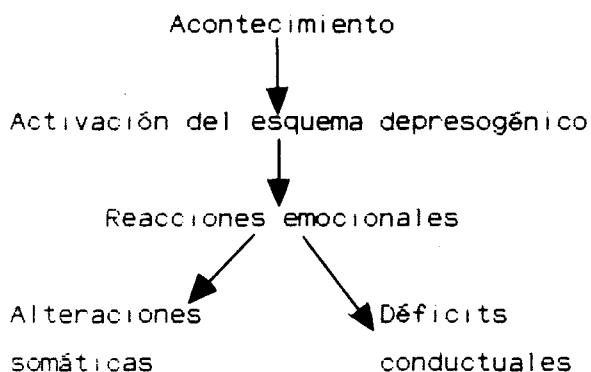 Acontecimiento
Activación del esquema depresogénico
Reacciones emocionales
Alteraciones
somáticas
Déficits
conductuales